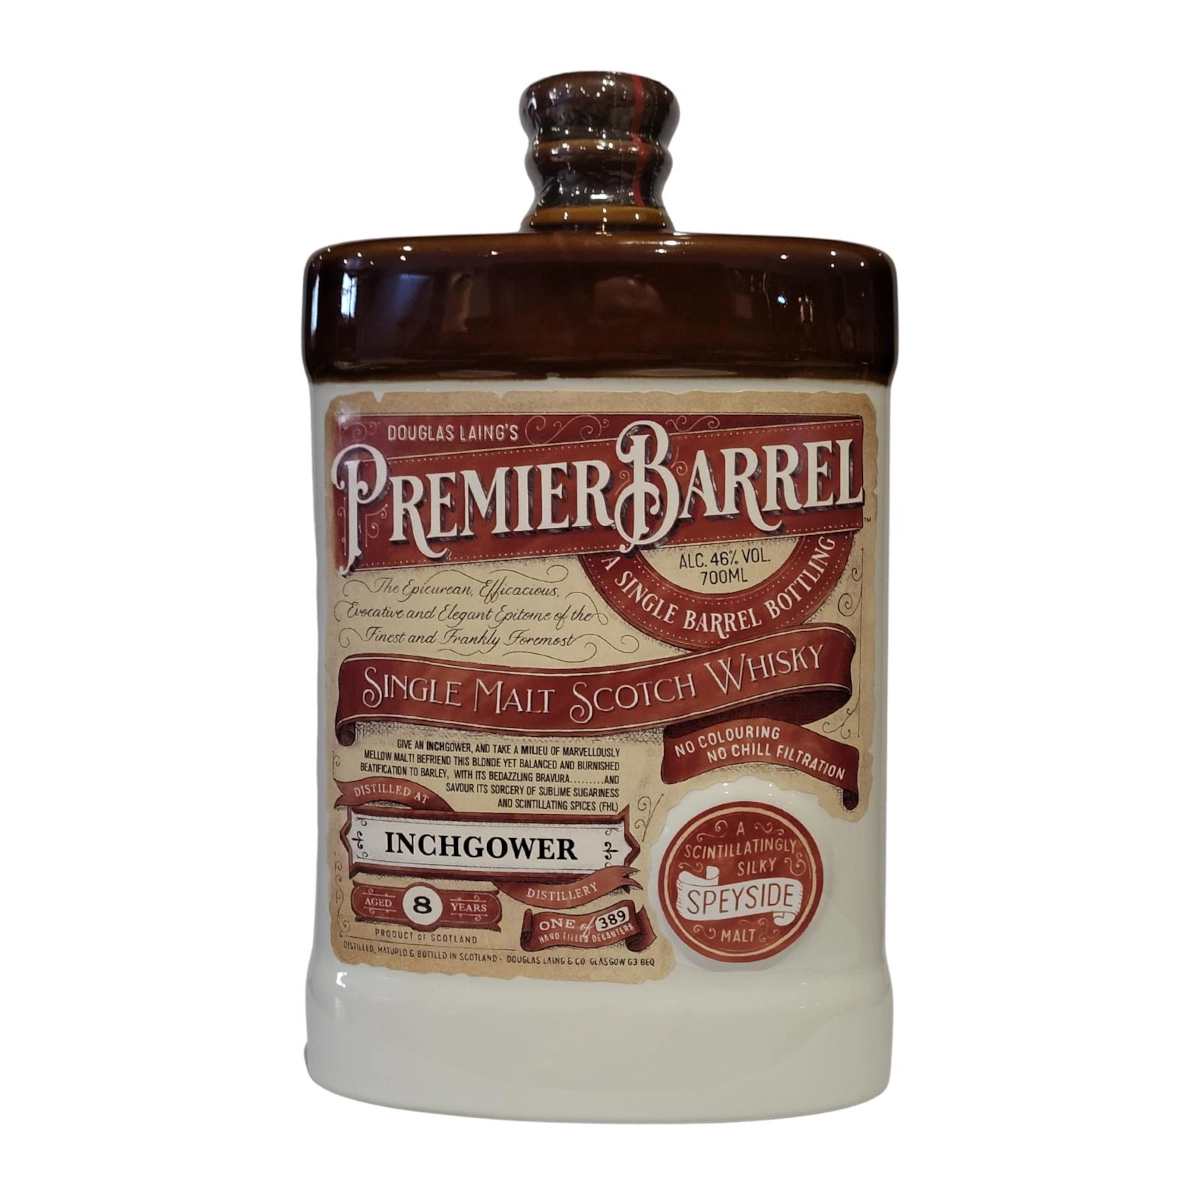 DOUGLAS LAING'S
PREMIER BARREL
™
ALC. 46% VOL.
700ML
A SINGLE BARREL BOTTLING
The Epicurean, Efficacious,
Evocative and Elegant Epitome of the
Finest and Frankly Foremost
SINGLE MALT SCOTCH WHISKY
NO COLOURING
NO CHILL FILTRATION
GIVE AN INCHGOWER, AND TAKE A MILIEU OF MARVELLOUSLY
MELLOW MALT! BEFRIEND THIS BLONDE YET BALANCED AND BURNISHED
BEATIFICATION TO BARLEY, WITH ITS BEDAZZLING BRAVURA.........AND
SAVOUR ITS SORCERY OF SUBLIME SUGARINESS
AND SCINTILLATING SPICES (FHL)
DISTILLED AT
INCHGOWER
DISTILLERY
AGED 8 YEARS
ONE of 389
HAND FILLED DECANTERS
PRODUCT OF SCOTLAND
DISTILLED, MATURED & BOTTLED IN SCOTLAND · DOUGLAS LAING & CO. GLASGOW G3 8EQ
A
SCINTILLATINGLY
SILKY
SPEYSIDE
MALT